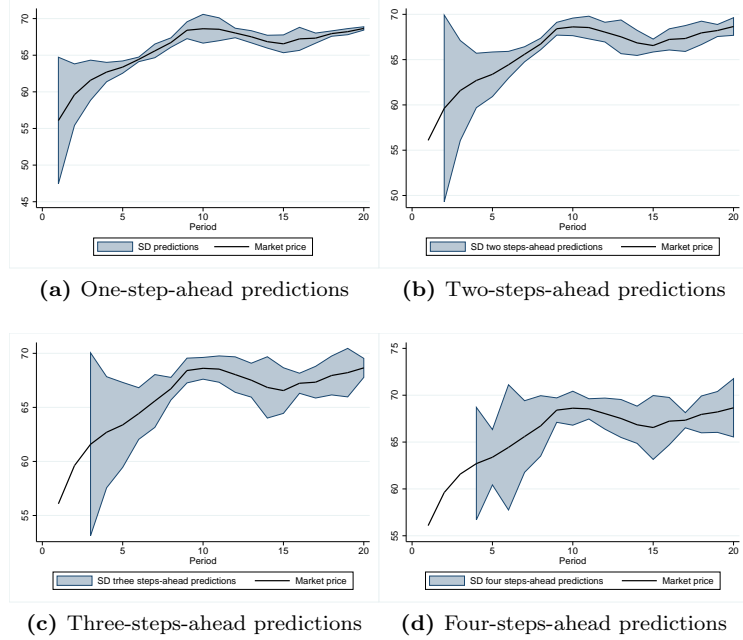 70
65
60
55
50
45
0 5 10 15 20
Period
SD predictions Market price
(a) One-step-ahead predictions
70
65
60
55
50
0 5 10 15 20
Period
SD two steps-ahead predictions Market price
(b) Two-steps-ahead predictions
70
65
60
55
0 5 10 15 20
Period
SD trhee steps-ahead predictions Market price
(c) Three-steps-ahead predictions
75
70
65
60
55
0 5 10 15 20
Period
SD four steps-ahead predictions Market price
(d) Four-steps-ahead predictions